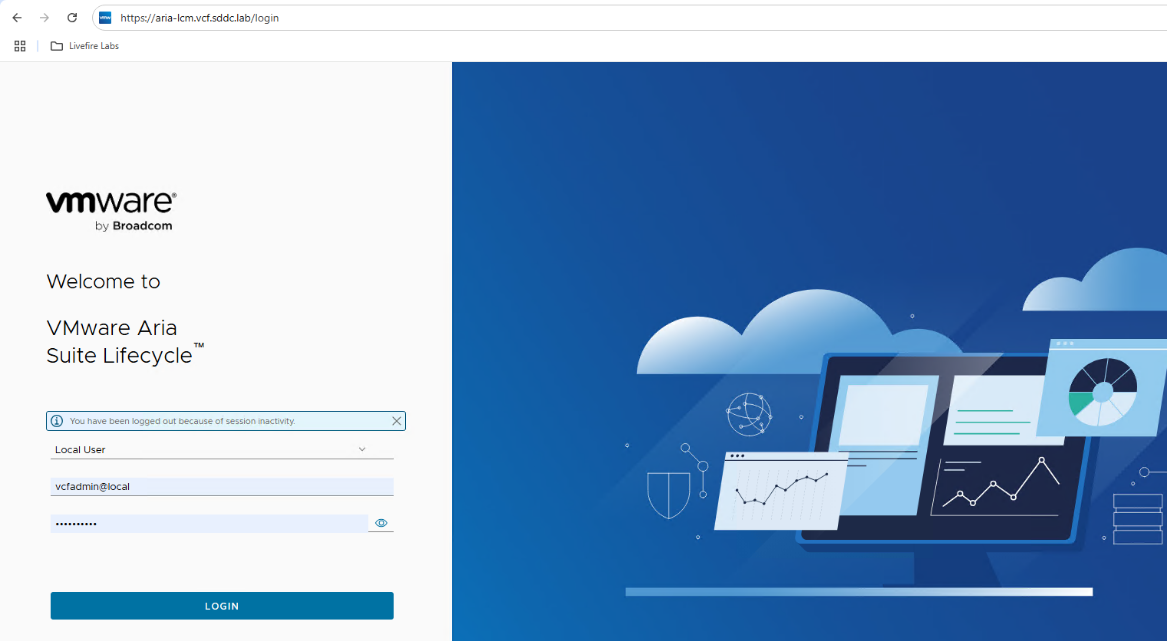 https://aria-lcm.vcf.sddc.lab/login
Livefire Labs
vmware®
by Broadcom
Welcome to
VMware Aria
Suite Lifecycle™
You have been logged out because of session inactivity.
Local User
vcfadmin@local
••••••••••
LOGIN